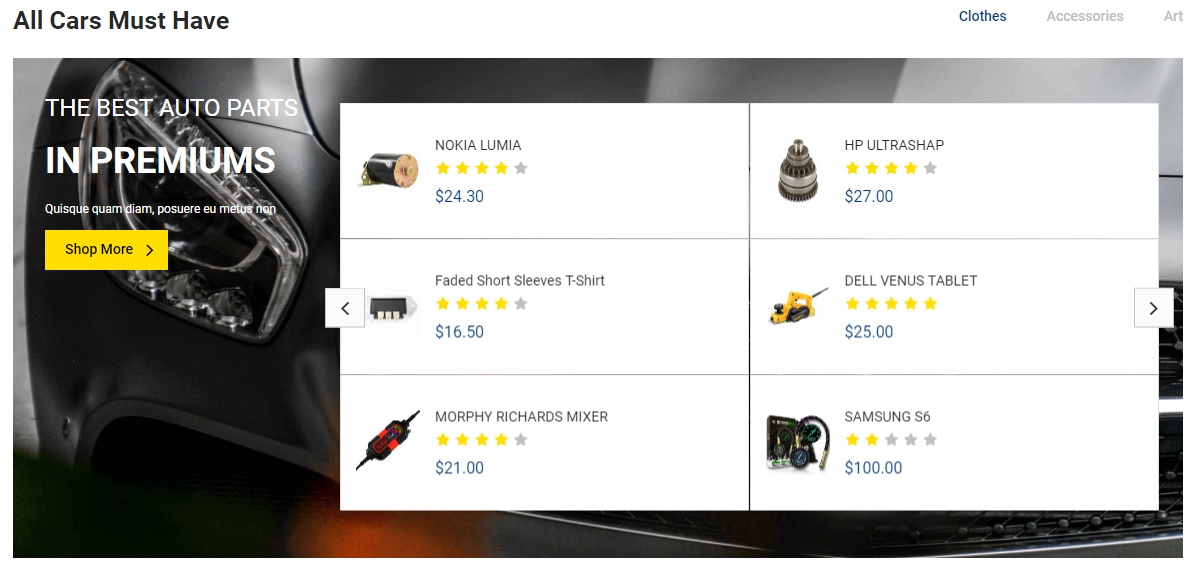 All Cars Must Have
Clothes
Accessories
Art
THE BEST AUTO PARTS
IN PREMIUMS
Quisque quam diam, posuere eu metus non
Shop More
NOKIA LUMIA
$24.30
HP ULTRASHAP
$27.00
Faded Short Sleeves T-Shirt
$16.50
DELL VENUS TABLET
$25.00
MORPHY RICHARDS MIXER
$21.00
SAMSUNG S6
$100.00